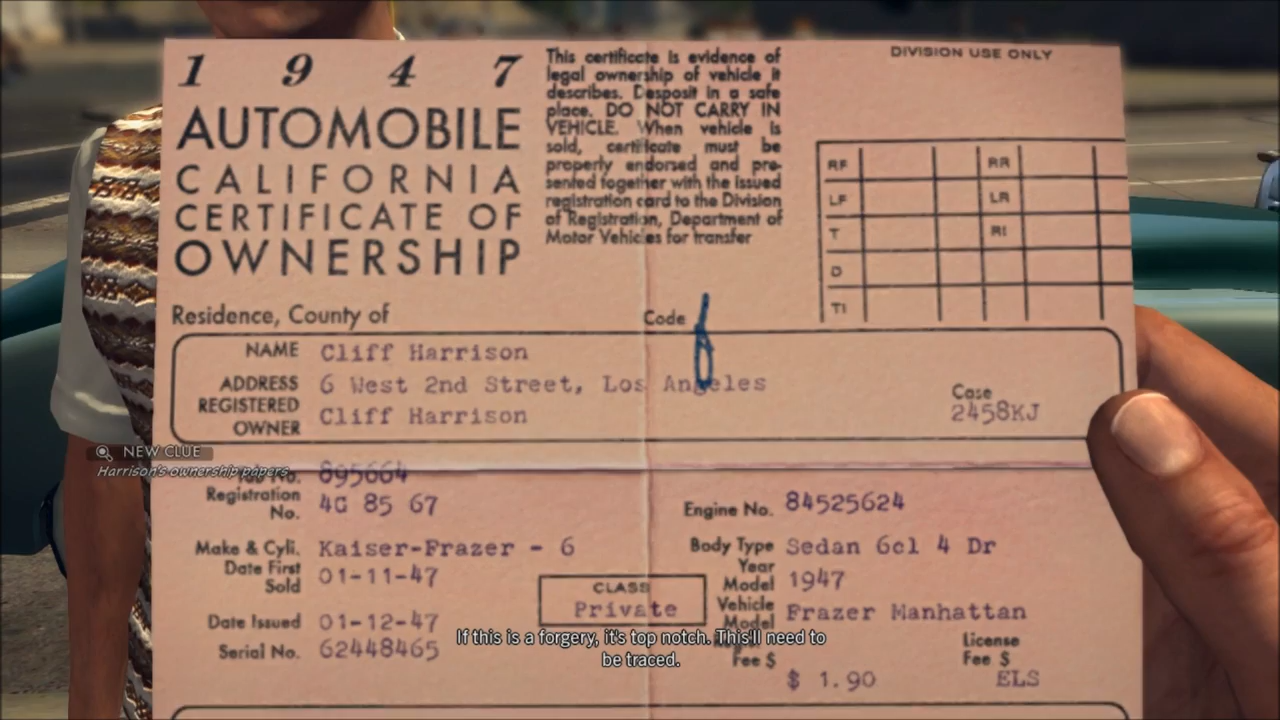 1 9 4 7
AUTOMOBILE
CALIFORNIA
CERTIFICATE OF
OWNERSHIP
This certificate is evidence of
legal ownership of vehicle it
describes. Desposit in a safe
place. DO NOT CARRY IN
VEHICLE. When vehicle is
sold, certificate must be
properly endorsed and pre-
sented together with the issued
registration card to the Division
of Registration, Department of
Motor Vehicles for transfer
DIVISION USE ONLY
RF RR
LF LR
T RI
D
TI
Residence, County of
Code
NAME Cliff Harrison
ADDRESS 6 West 2nd Street, Los Angeles
REGISTERED OWNER Cliff Harrison
Case
2458KJ
NEW CLUE
Harrison's ownership papers
No. 895664
Registration No. 4G 85 67
Engine No. 84525624
Make & Cyli. Kaiser-Frazer - 6
Body Type Sedan 6cl 4 Dr
Date First Sold 01-11-47
Year Model 1947
CLASS
Private
Date Issued 01-12-47
Vehicle Model Frazer Manhattan
Serial No. 62448465
Fee $
$ 1.90
License
Fee $
ELS
If this is a forgery, it's top notch. This'll need to
be traced.